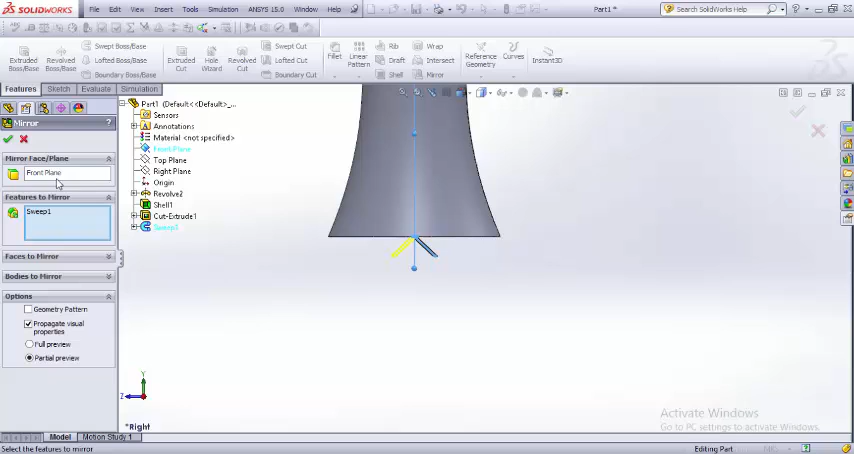 SOLIDWORKS
File Edit View Insert Tools Simulation ANSYS 15.0 Window Help
Part1 *
Search SolidWorks Help
Extruded Boss/Base
Revolved Boss/Base
Swept Boss/Base
Lofted Boss/Base
Boundary Boss/Base
Extruded Cut
Hole Wizard
Revolved Cut
Swept Cut
Lofted Cut
Boundary Cut
Fillet
Linear Pattern
Rib
Draft
Shell
Wrap
Intersect
Mirror
Reference Geometry
Curves
Instant3D
Features Sketch Evaluate Simulation
Mirror ?
Mirror Face/Plane
Front Plane
Features to Mirror
Sweep1
Faces to Mirror
Bodies to Mirror
Options
Geometry Pattern
Propagate visual properties
Full preview
Partial preview
Part1 (Default<<Default>_...
Sensors
Annotations
Material <not specified>
Front Plane
Top Plane
Right Plane
Origin
Revolve2
Shell1
Cut-Extrude1
Sweep1
Y
Z
*Right
Activate Windows
Go to PC settings to activate Windows.
Model Motion Study 1
Select the features to mirror
Editing Part